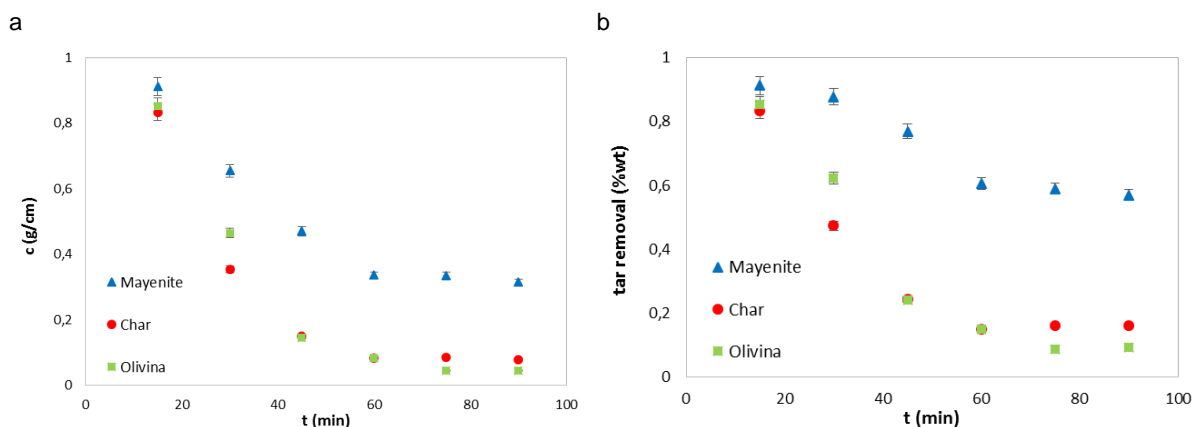 a
c (g/cm)
1
0,8
0,6
0,4
0,2
0
Mayenite
Char
Olivina
0 20 40 60 80 100
t (min)
b
tar removal (%wt)
1
0,8
0,6
0,4
0,2
0
Mayenite
Char
Olivina
0 20 40 60 80 100
t (min)